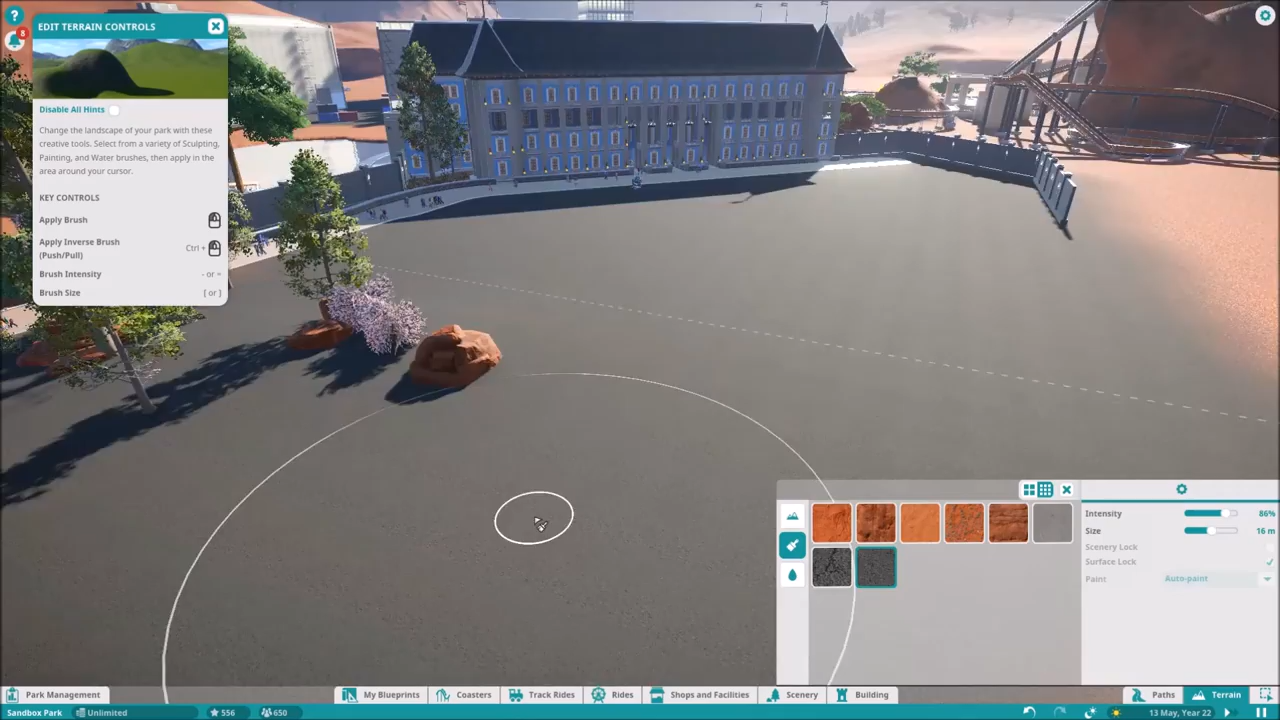 ?
8
EDIT TERRAIN CONTROLS
Disable All Hints
Change the landscape of your park with these
creative tools. Select from a variety of Sculpting,
Painting, and Water brushes, then apply in the
area around your cursor.
KEY CONTROLS
Apply Brush
Apply Inverse Brush
(Push/Pull)
Ctrl +
Brush Intensity
- or =
Brush Size
[ or ]
Intensity
86%
Size
16 m
Scenery Lock
Surface Lock
Paint
Auto-paint
Park Management
My Blueprints
Coasters
Track Rides
Rides
Shops and Facilities
Scenery
Building
Paths
Terrain
Sandbox Park
Unlimited
556
650
13 May, Year 22